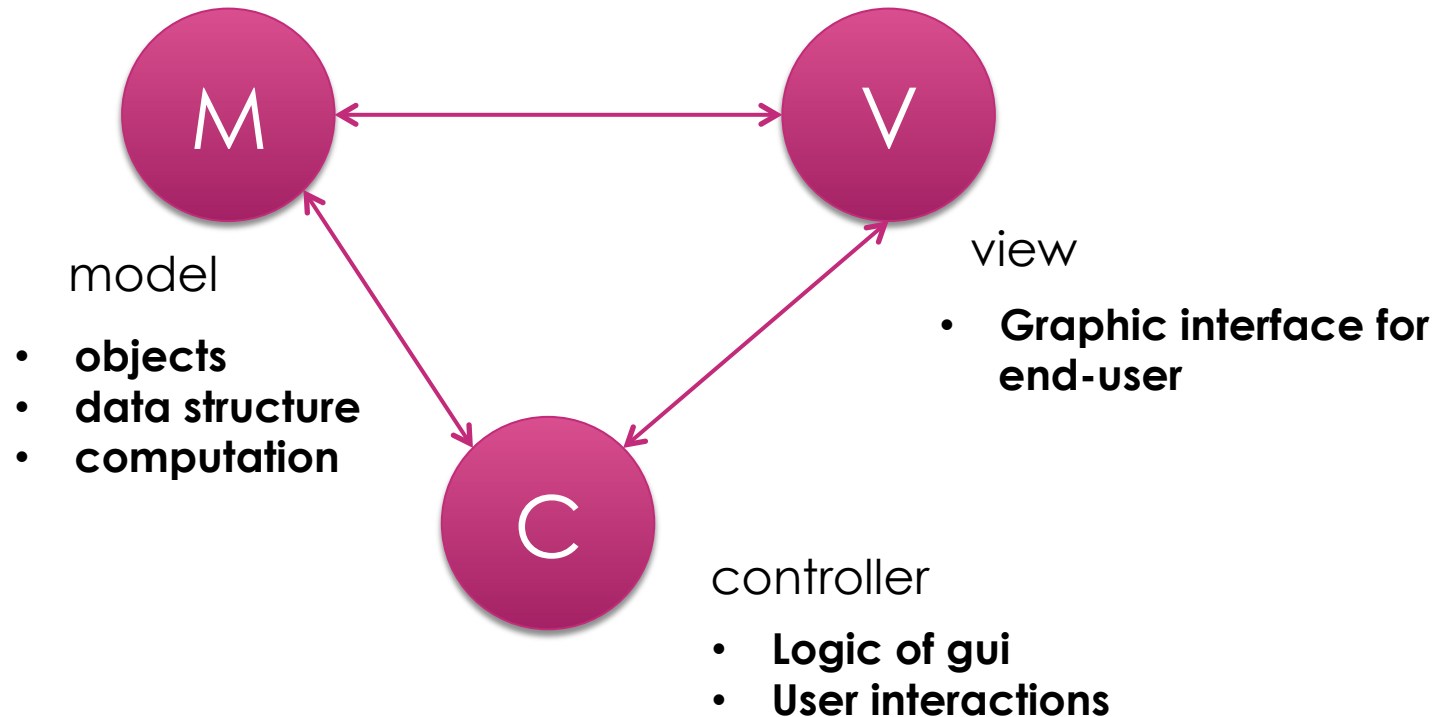 M
V
model
• objects
• data structure
• computation
view
• Graphic interface for
end-user
C
controller
• Logic of gui
• User interactions